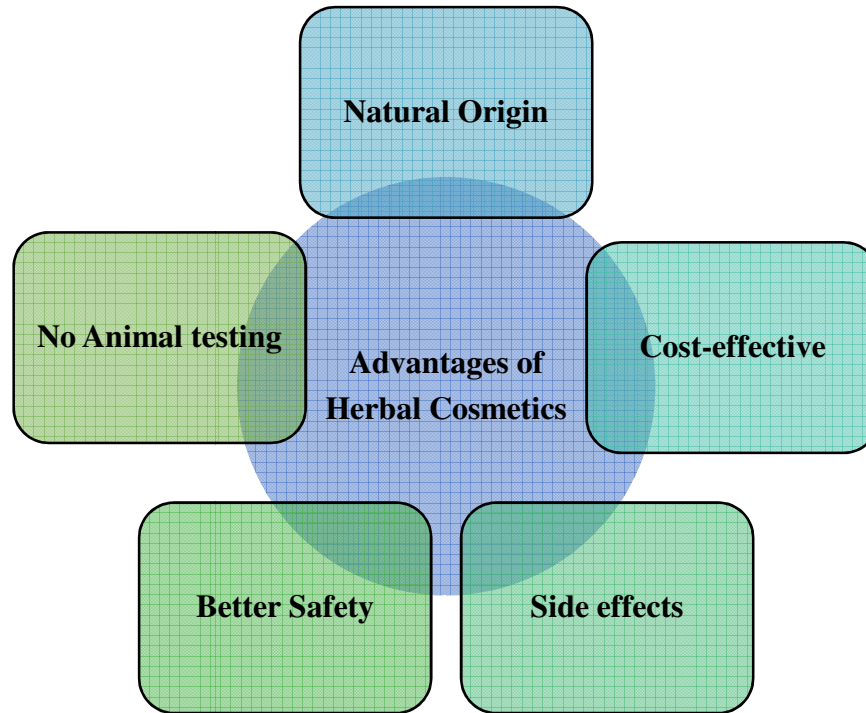 Natural Origin
No Animal testing
Cost-effective
Advantages of
Herbal Cosmetics
Better Safety
Side effects